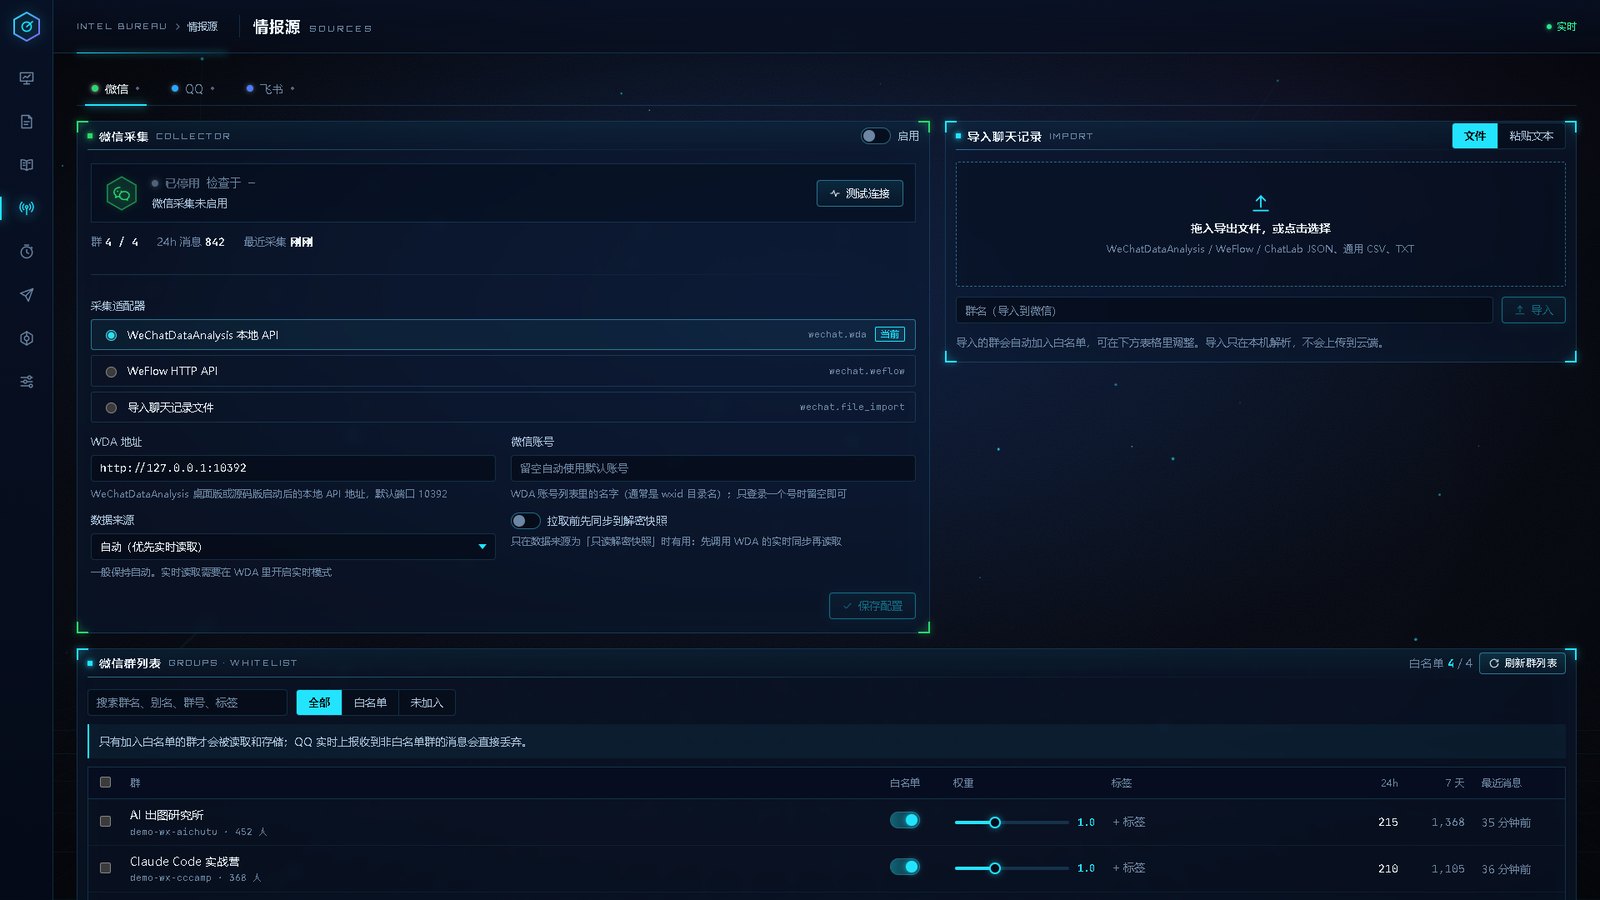 INTEL BUREAU > 情报源
情报源 SOURCES
实时
微信
QQ
飞书
微信采集 COLLECTOR
启用
已停用 检查于 —
微信采集未启用
测试连接
群 4 / 4 24h 消息 842 最近采集 刚刚
采集适配器
WeChatDataAnalysis 本地 API wechat.wda 当前
WeFlow HTTP API wechat.weflow
导入聊天记录文件 wechat.file_import
WDA 地址
http://127.0.0.1:10392
WeChatDataAnalysis 桌面版或源码版启动后的本地 API 地址，默认端口 10392
微信账号
留空自动使用默认账号
WDA 账号列表里的名字（通常是 wxid 目录名）；只登录一个号时留空即可
数据来源
自动（优先实时读取）
一般保持自动。实时读取需要在 WDA 里开启实时模式
拉取前先同步到解密快照
只在数据来源为「只读解密快照」时有用：先调用 WDA 的实时同步再读取
保存配置
导入聊天记录 IMPORT
文件 粘贴文本
拖入导出文件，或点击选择
WeChatDataAnalysis / WeFlow / ChatLab JSON、通用 CSV、TXT
群名（导入到微信）
导入
导入的群会自动加入白名单，可在下方表格里调整。导入只在本机解析，不会上传到云端。
微信群列表 GROUPS · WHITELIST
白名单 4 / 4 刷新群列表
搜索群名、别名、群号、标签
全部 白名单 未加入
只有加入白名单的群才会被读取和存储；QQ 实时上报收到非白名单群的消息会直接丢弃。
群 白名单 权重 标签 24h 7 天 最近消息
AI 出图研究所
demo-wx-aichutu · 452 人
1.0 + 标签 215 1,368 35 分钟前
Claude Code 实战营
demo-wx-cccamp · 368 人
1.0 + 标签 210 1,105 36 分钟前